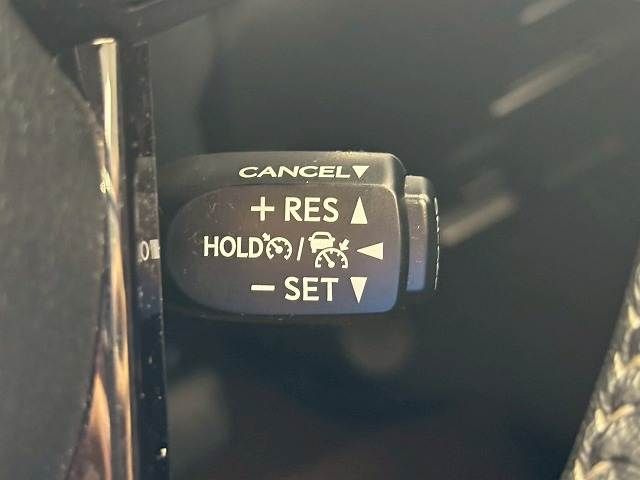 CANCEL▼
+ RES ▲
HOLD / ◀
− SET ▼